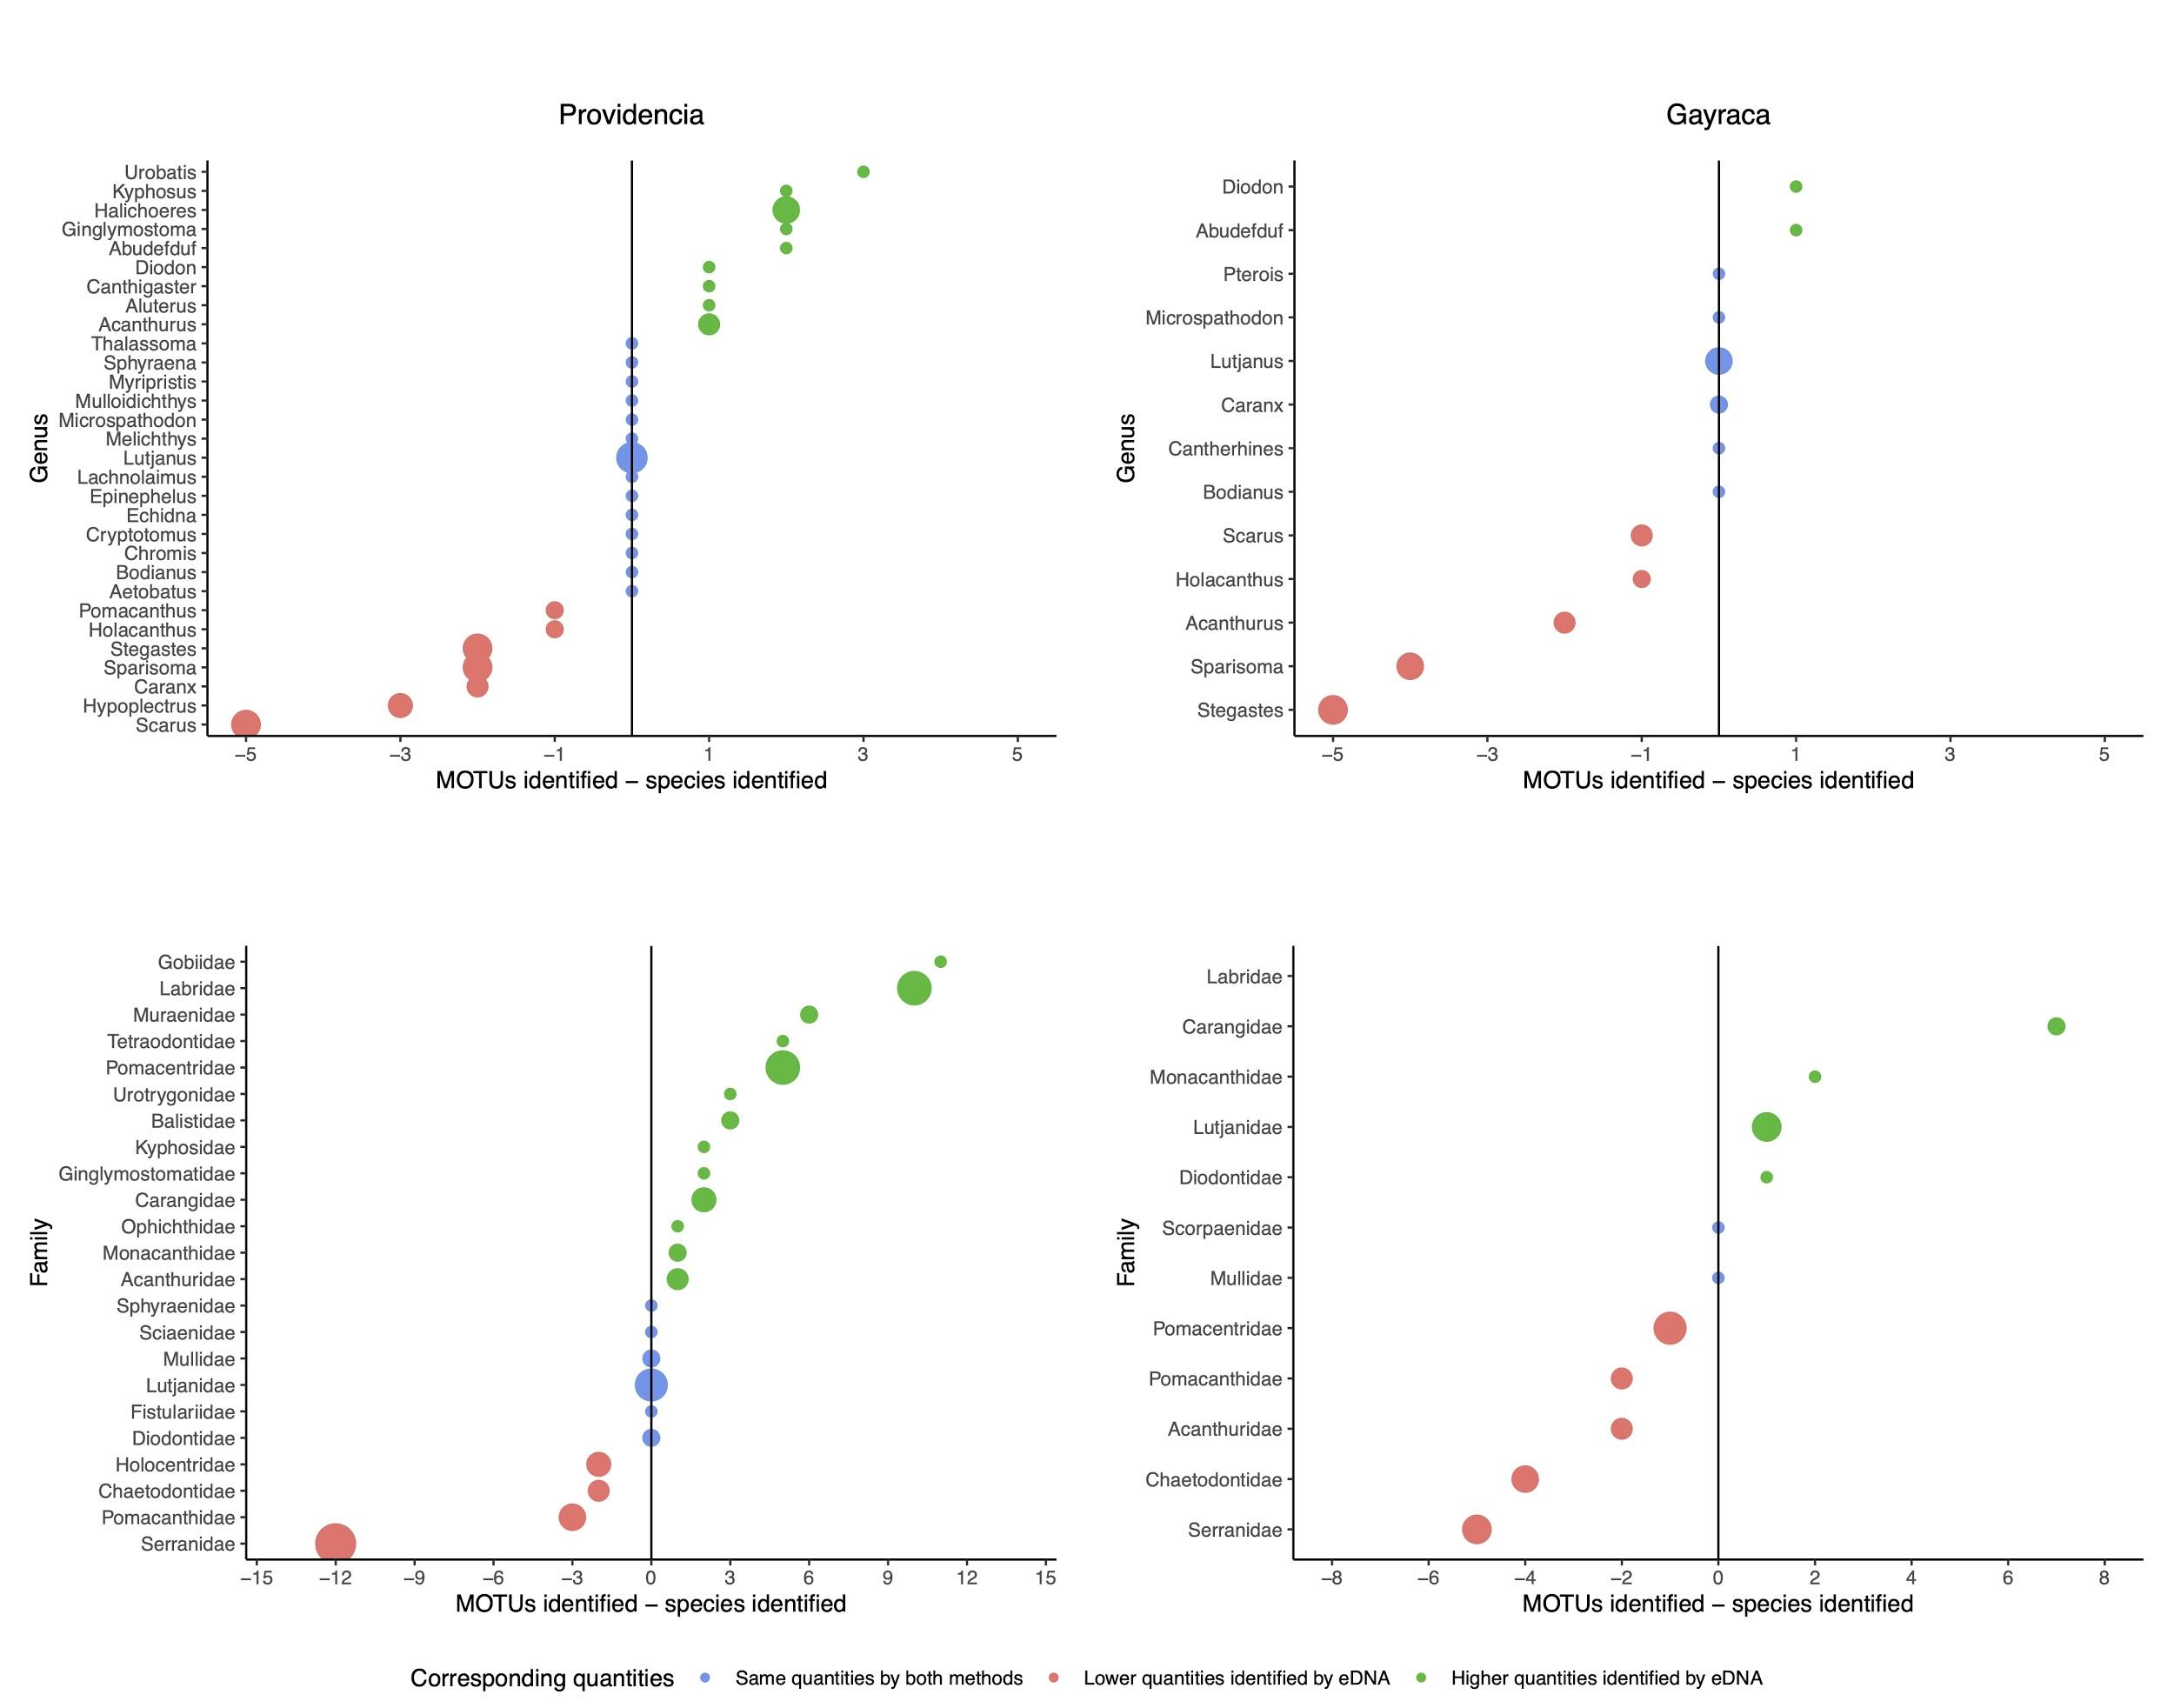 Providencia
Genus
Urobatis
Kyphosus
Halichoeres
Ginglymostoma
Abudefduf
Diodon
Canthigaster
Aluterus
Acanthurus
Thalassoma
Sphyraena
Myripristis
Mulloidichthys
Microspathodon
Melichthys
Lutjanus
Lachnolaimus
Epinephelus
Echidna
Cryptotomus
Chromis
Bodianus
Aetobatus
Pomacanthus
Holacanthus
Stegastes
Sparisoma
Caranx
Hypoplectrus
Scarus
−5 −3 −1 1 3 5
MOTUs identified − species identified
Gayraca
Genus
Diodon
Abudefduf
Pterois
Microspathodon
Lutjanus
Caranx
Cantherhines
Bodianus
Scarus
Holacanthus
Acanthurus
Sparisoma
Stegastes
−5 −3 −1 1 3 5
MOTUs identified − species identified
Family
Gobiidae
Labridae
Muraenidae
Tetraodontidae
Pomacentridae
Urotrygonidae
Balistidae
Kyphosidae
Ginglymostomatidae
Carangidae
Ophichthidae
Monacanthidae
Acanthuridae
Sphyraenidae
Sciaenidae
Mullidae
Lutjanidae
Fistulariidae
Diodontidae
Holocentridae
Chaetodontidae
Pomacanthidae
Serranidae
−15 −12 −9 −6 −3 0 3 6 9 12 15
MOTUs identified − species identified
Family
Labridae
Carangidae
Monacanthidae
Lutjanidae
Diodontidae
Scorpaenidae
Mullidae
Pomacentridae
Pomacanthidae
Acanthuridae
Chaetodontidae
Serranidae
−8 −6 −4 −2 0 2 4 6 8
MOTUs identified − species identified
Corresponding quantities Same quantities by both methods Lower quantities identified by eDNA Higher quantities identified by eDNA